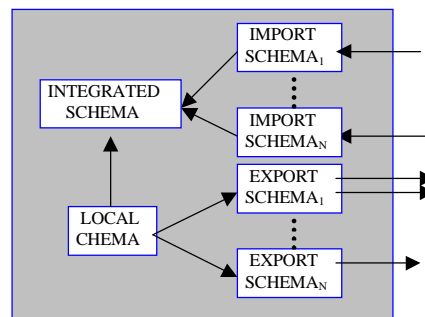 IMPORT
SCHEMA₁
INTEGRATED
SCHEMA
IMPORT
SCHEMAₙ
EXPORT
SCHEMA₁
LOCAL
CHEMA
EXPORT
SCHEMAₙ